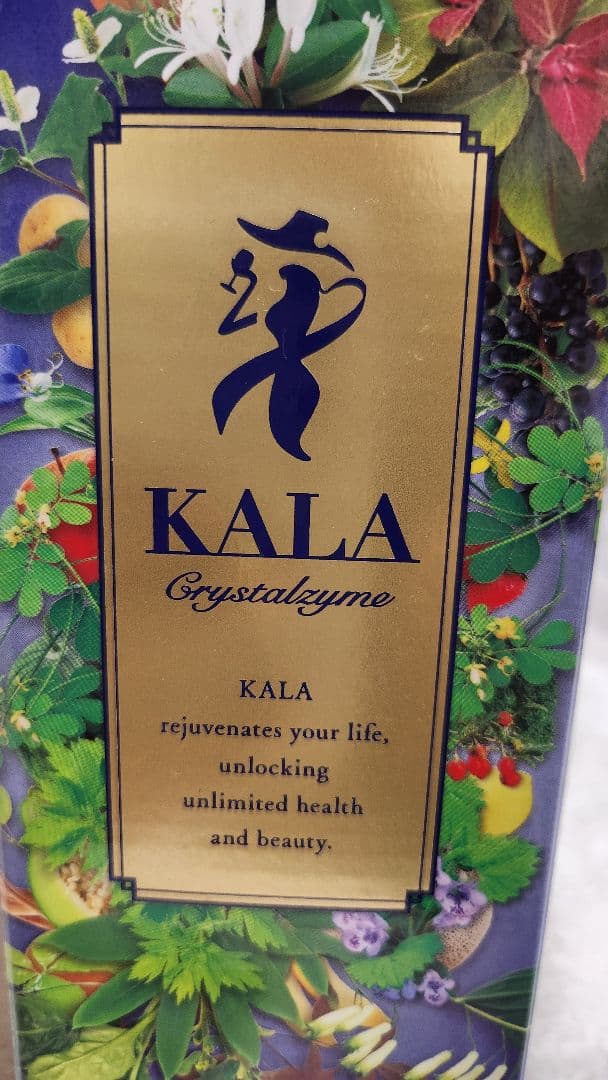 KALA
Crystalzyme
KALA
rejuvenates your life,
unlocking
unlimited health
and beauty.